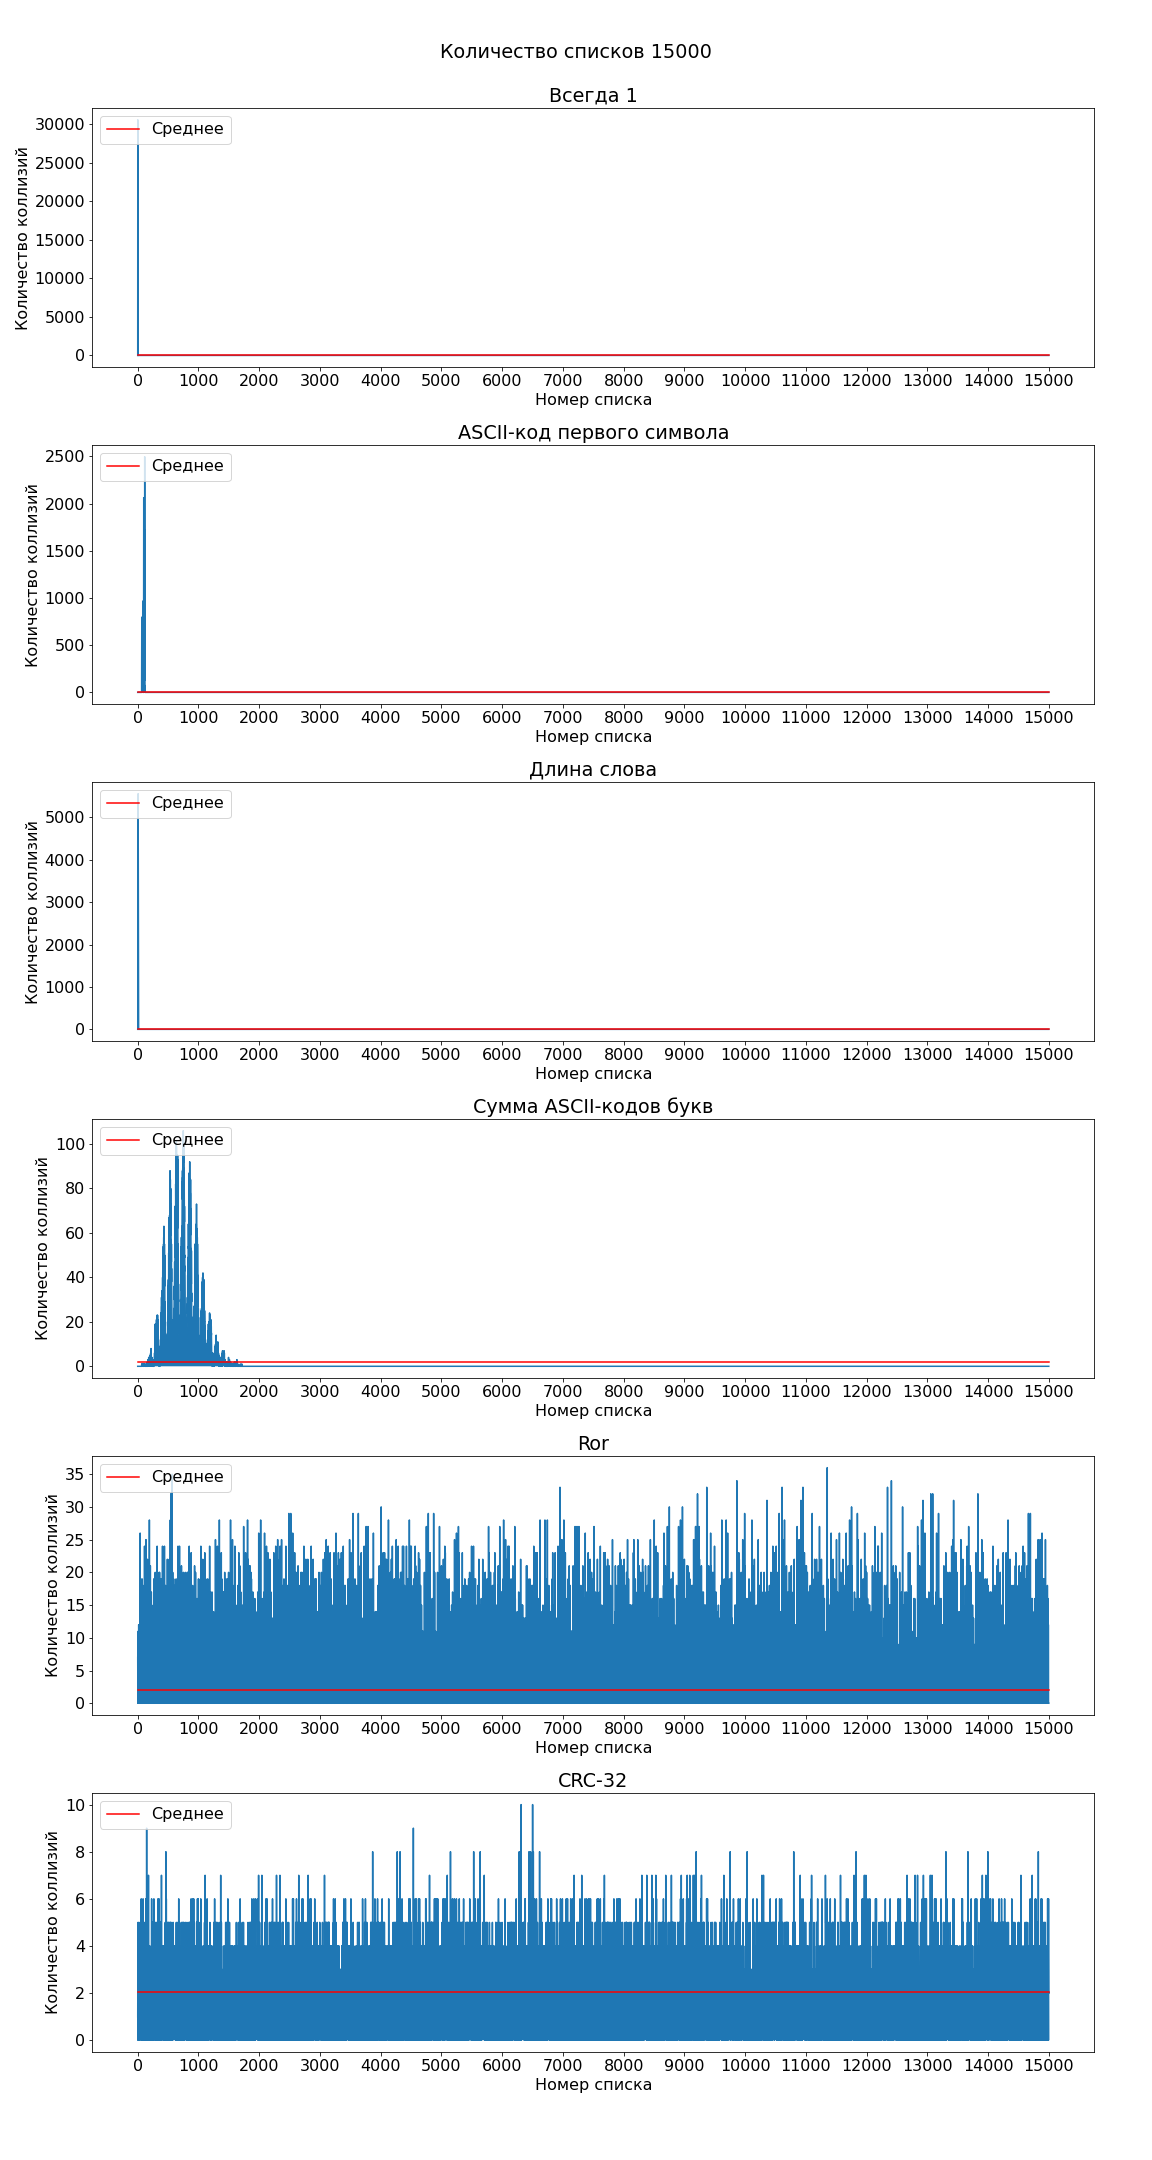 Количество списков 15000
Всегда 1
Среднее
30000
25000
20000
15000
10000
5000
0
Количество коллизий
0 1000 2000 3000 4000 5000 6000 7000 8000 9000 10000 11000 12000 13000 14000 15000
Номер списка
ASCII-код первого символа
Среднее
2500
2000
1500
1000
500
0
Количество коллизий
0 1000 2000 3000 4000 5000 6000 7000 8000 9000 10000 11000 12000 13000 14000 15000
Номер списка
Длина слова
Среднее
5000
4000
3000
2000
1000
0
Количество коллизий
0 1000 2000 3000 4000 5000 6000 7000 8000 9000 10000 11000 12000 13000 14000 15000
Номер списка
Сумма ASCII-кодов букв
Среднее
100
80
60
40
20
0
Количество коллизий
0 1000 2000 3000 4000 5000 6000 7000 8000 9000 10000 11000 12000 13000 14000 15000
Номер списка
Ror
Среднее
35
30
25
20
15
10
5
0
Количество коллизий
0 1000 2000 3000 4000 5000 6000 7000 8000 9000 10000 11000 12000 13000 14000 15000
Номер списка
CRC-32
Среднее
10
8
6
4
2
0
Количество коллизий
0 1000 2000 3000 4000 5000 6000 7000 8000 9000 10000 11000 12000 13000 14000 15000
Номер списка